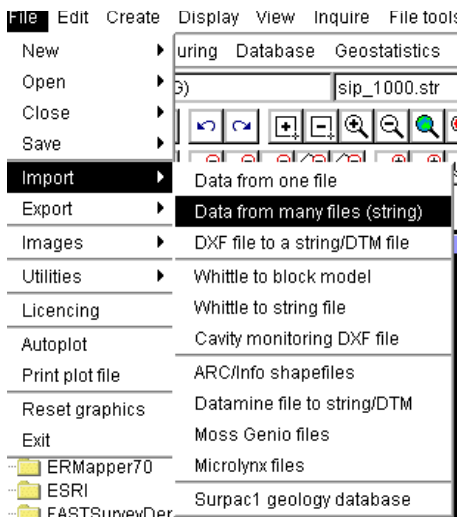 File Edit Create Display View Inquire File tools
New
uring Database Geostatistics
Open
G)
sip_1000.str
Close
Save
Import
Data from one file
Export
Data from many files (string)
Images
DXF file to a string/DTM file
Utilities
Whittle to block model
Licencing
Whittle to string file
Autoplot
Cavity monitoring DXF file
Print plot file
ARC/Info shapefiles
Reset graphics
Datamine file to string/DTM
Exit
Moss Genio files
ERMapper70
Microlynx files
ESRI
Surpac1 geology database
FASTSurveyDer